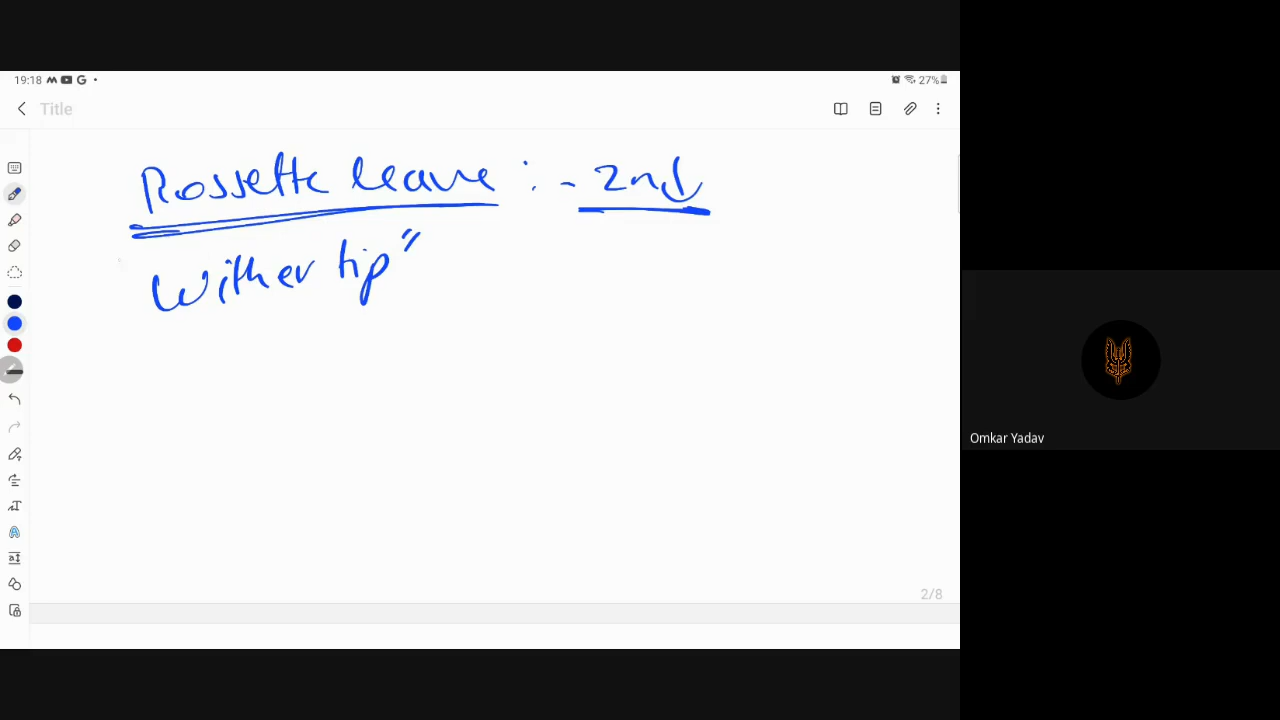 19:18
27%
Title
Rossette leave : - 2nd
Wither tip"
2/8
Omkar Yadav